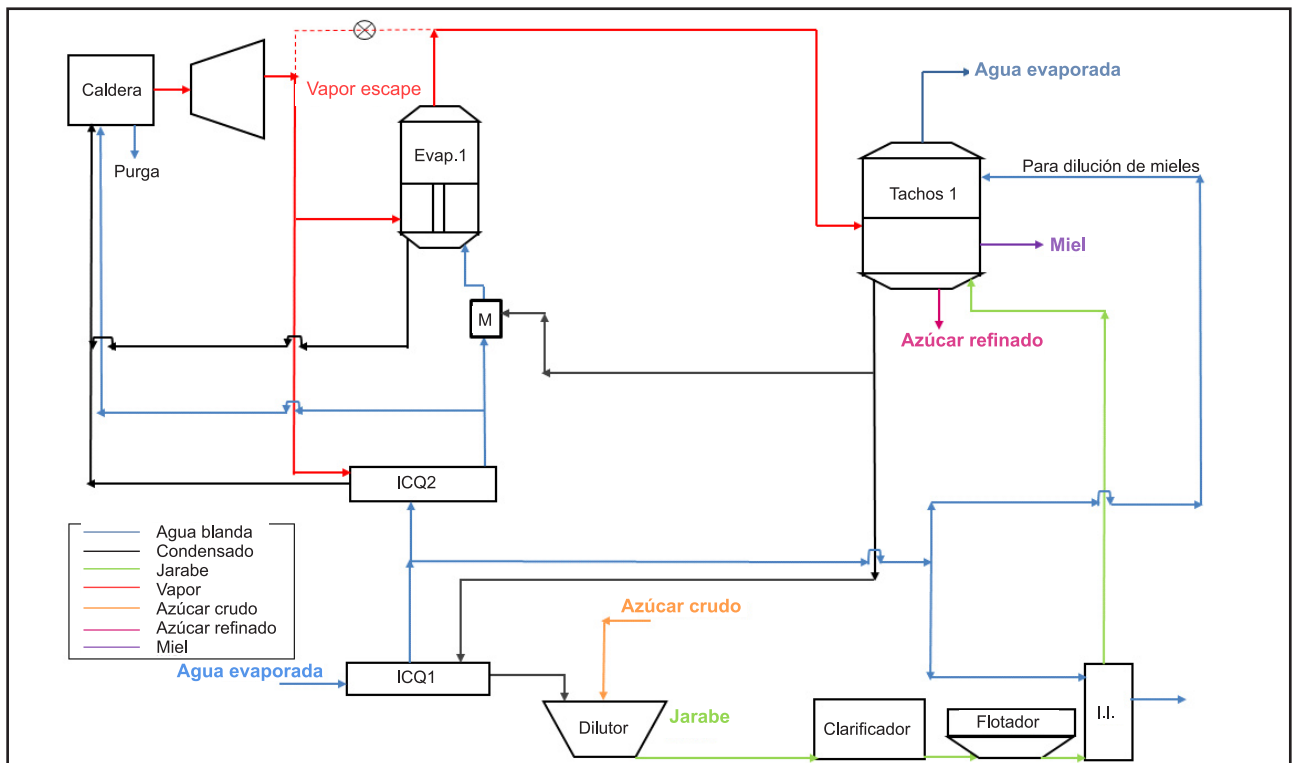 Agua evaporada
Caldera
Vapor escape
Evap.1
Para dilución de mieles
Purga
Tachos 1
Miel
M
Azúcar refinado
ICQ2
Agua blanda
Condensado
Jarabe
Vapor
Azúcar crudo
Azúcar refinado
Miel
Azúcar crudo
Agua evaporada
ICQ1
Jarabe
Dilutor
Clarificador
Flotador
I.I.